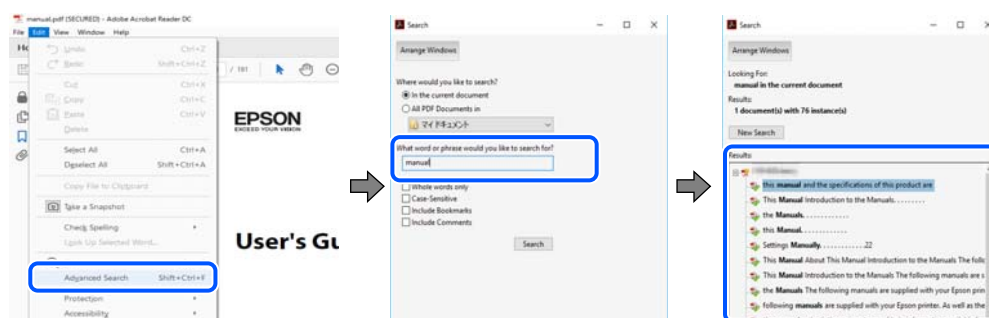 manual.pdf (SECURED) - Adobe Acrobat Reader DC
File Edit View Window Help
Undo Ctrl+Z
Redo Shift+Ctrl+Z
Cut Ctrl+X
Copy Ctrl+C
Paste Ctrl+V
Delete
Select All Ctrl+A
Deselect All Shift+Ctrl+A
Copy File to Clipboard
Take a Snapshot
Check Spelling
Look Up Selected Word...
Advanced Search Shift+Ctrl+F
Protection
Accessibility
/ 181
EPSON
EXCEED YOUR VISION
User's Gu
Search
Arrange Windows
Where would you like to search?
In the current document
All PDF Documents in
マイドキュメント
What word or phrase would you like to search for?
manual
Whole words only
Case-Sensitive
Include Bookmarks
Include Comments
Search
Search
Arrange Windows
Looking For:
manual in the current document
Results:
1 document(s) with 76 instance(s)
New Search
Results:
this manual and the specifications of this product are
This Manual Introduction to the Manuals.........
the Manuals.............
this Manual.............
Settings Manually.............22
This Manual About This Manual Introduction to the Manuals The follo
This Manual Introduction to the Manuals The following manuals are s
the Manuals The following manuals are supplied with your Epson prin
following manuals are supplied with your Epson printer. As well as the